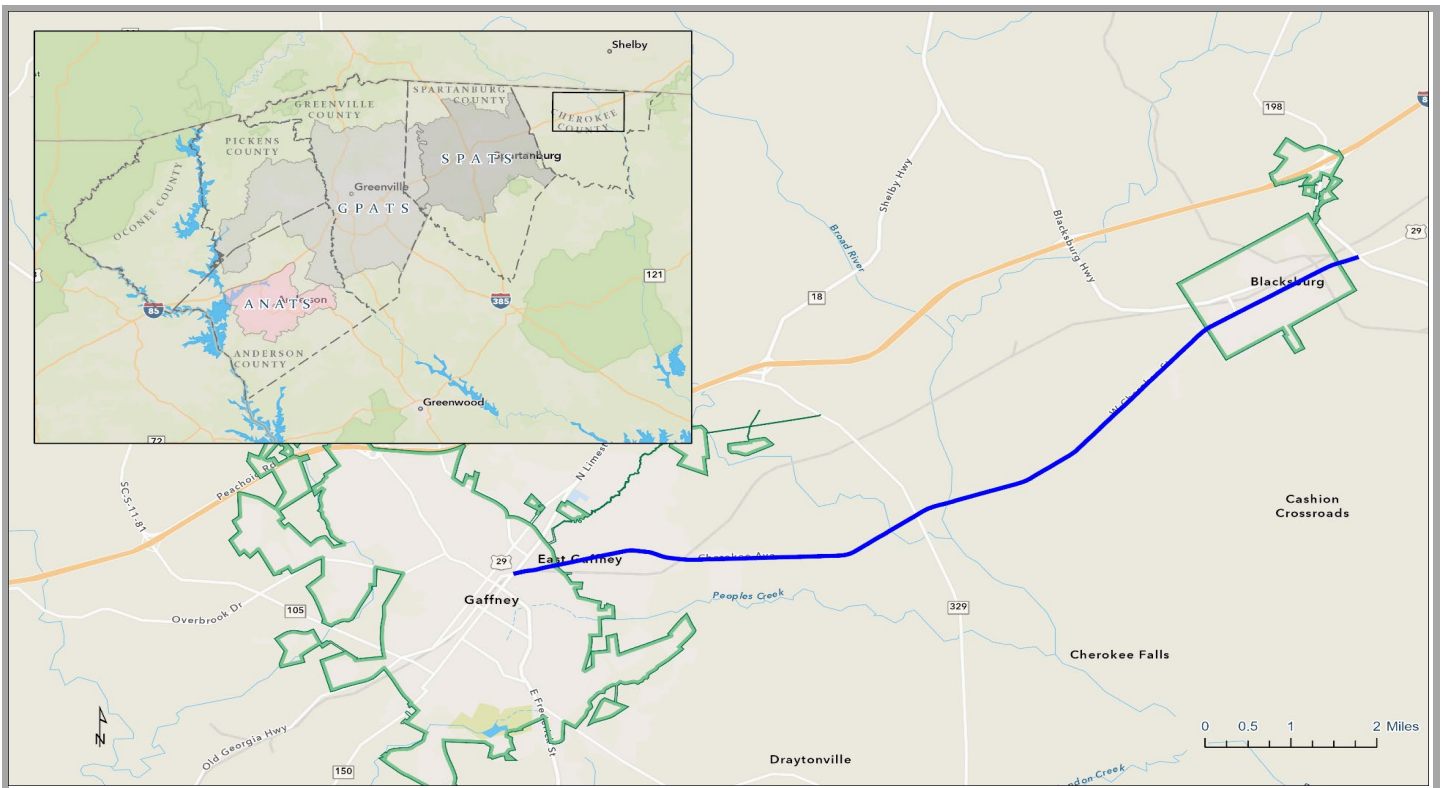 Shelby
SPARTANBURG
COUNTY
GREENVILLE
COUNTY
CHEROKEE
COUNTY
PICKENS
COUNTY
SPATS
Spartanburg
OCONEE COUNTY
Greenville
GPATS
121
ANATS
85
385
ANDERSON
COUNTY
Greenwood
72
198
Shelby Hwy
Broad River
Blacksburg Hwy
29
Blacksburg
18
N Limest
Peachoid Rd
SC-S-11-81
Cashion
Crossroads
29
East Gaffney
Cherokee Ave
Gaffney
Peoples Creek
Overbrook Dr
105
329
Cherokee Falls
E Frederick St
Old Georgia Hwy
N
0 0.5 1 2 Miles
150
Draytonville